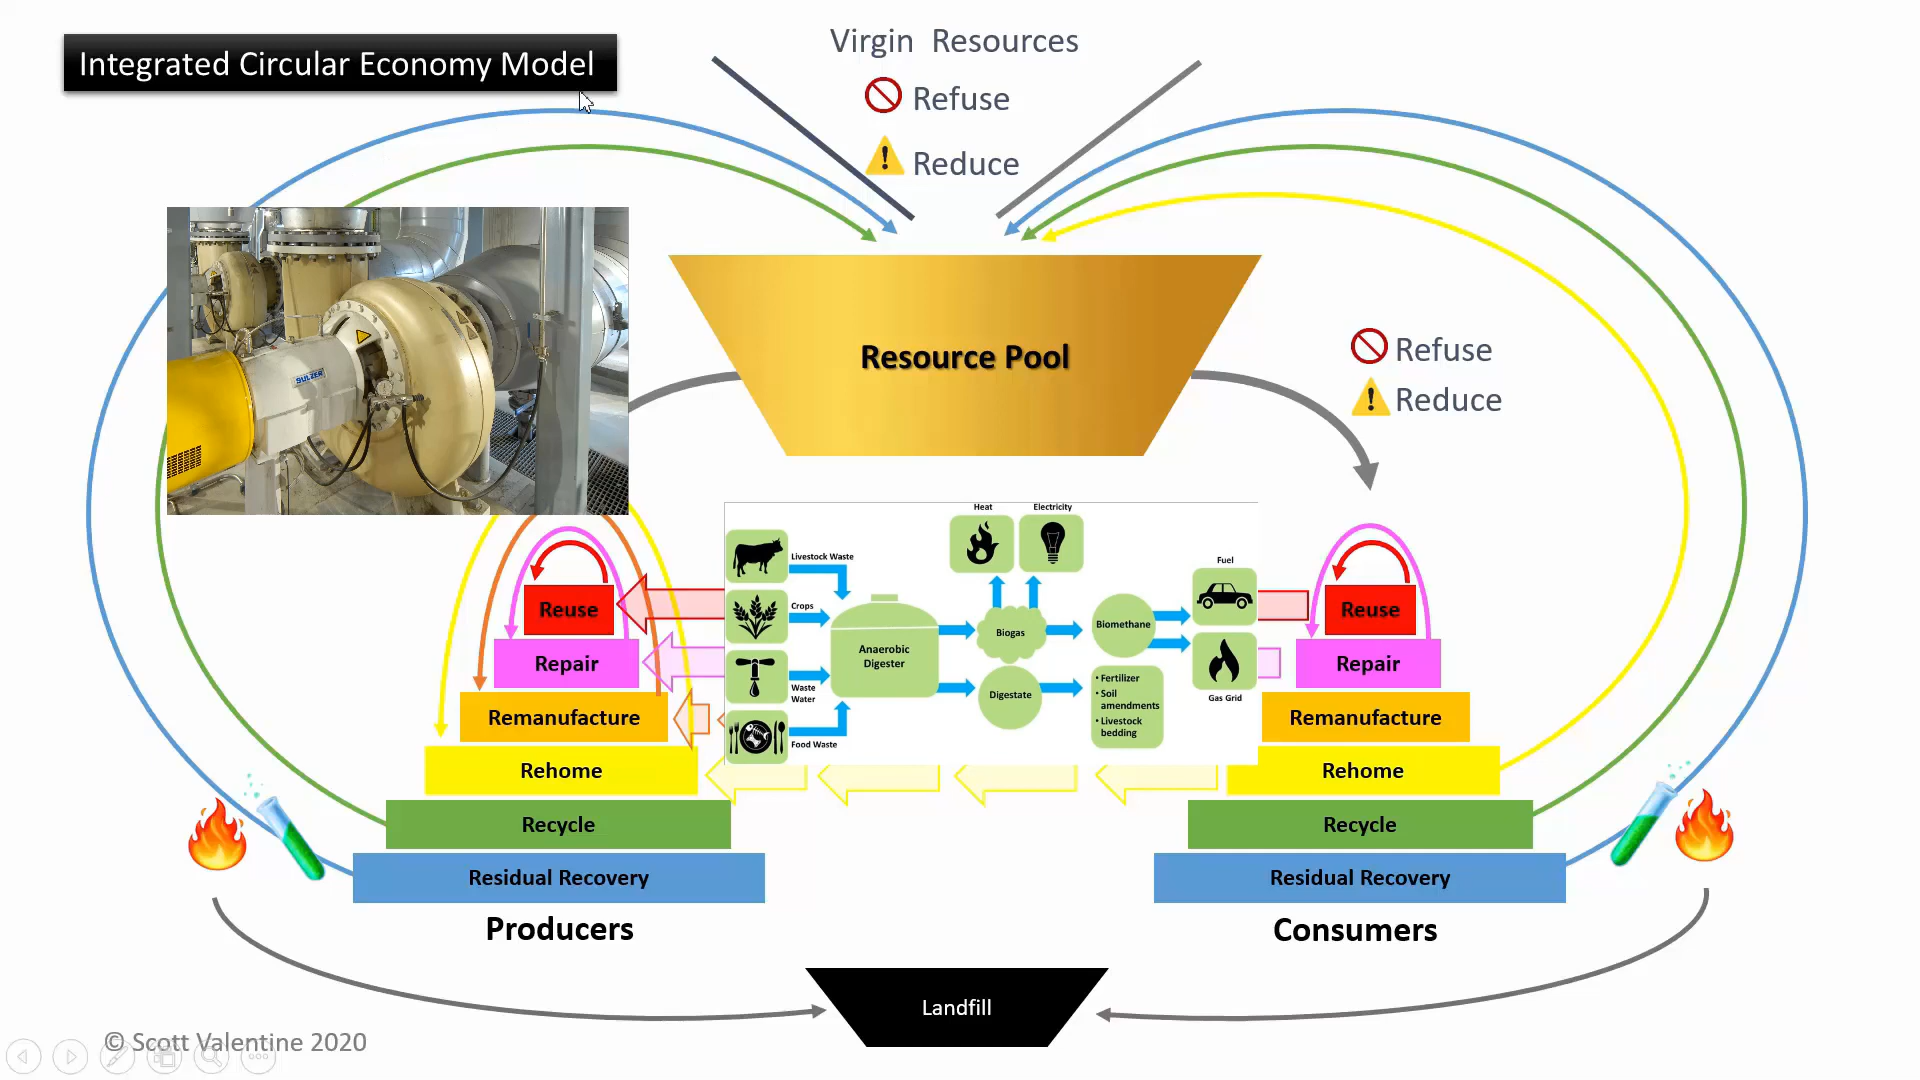 Integrated Circular Economy Model
Virgin Resources
Refuse
Reduce
SULZER
Resource Pool
Refuse
Reduce
Heat
Electricity
Livestock Waste
Crops
Waste
Water
Food Waste
Anaerobic
Digester
Biogas
Digestate
Biomethane
• Fertilizer
• Soil
amendments
• Livestock
bedding
Fuel
Gas Grid
Reuse
Repair
Remanufacture
Rehome
Recycle
Residual Recovery
Producers
Reuse
Repair
Remanufacture
Rehome
Recycle
Residual Recovery
Consumers
Landfill
© Scott Valentine 2020